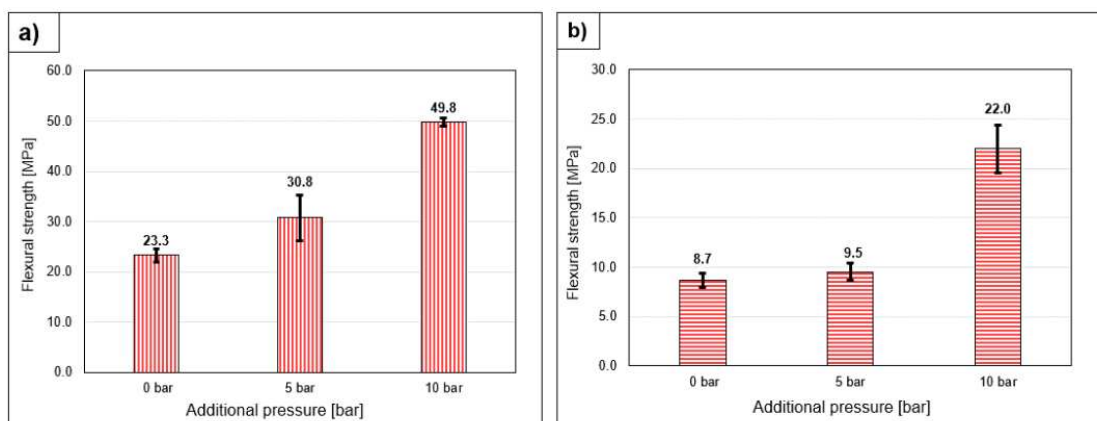 a)
Flexural strength [MPa]
60.0
50.0
40.0
30.0
20.0
10.0
0.0
23.3
30.8
49.8
0 bar
5 bar
10 bar
Additional pressure [bar]
b)
Flexural strength [MPa]
30.0
25.0
20.0
15.0
10.0
5.0
0.0
8.7
9.5
22.0
0 bar
5 bar
10 bar
Additional pressure [bar]